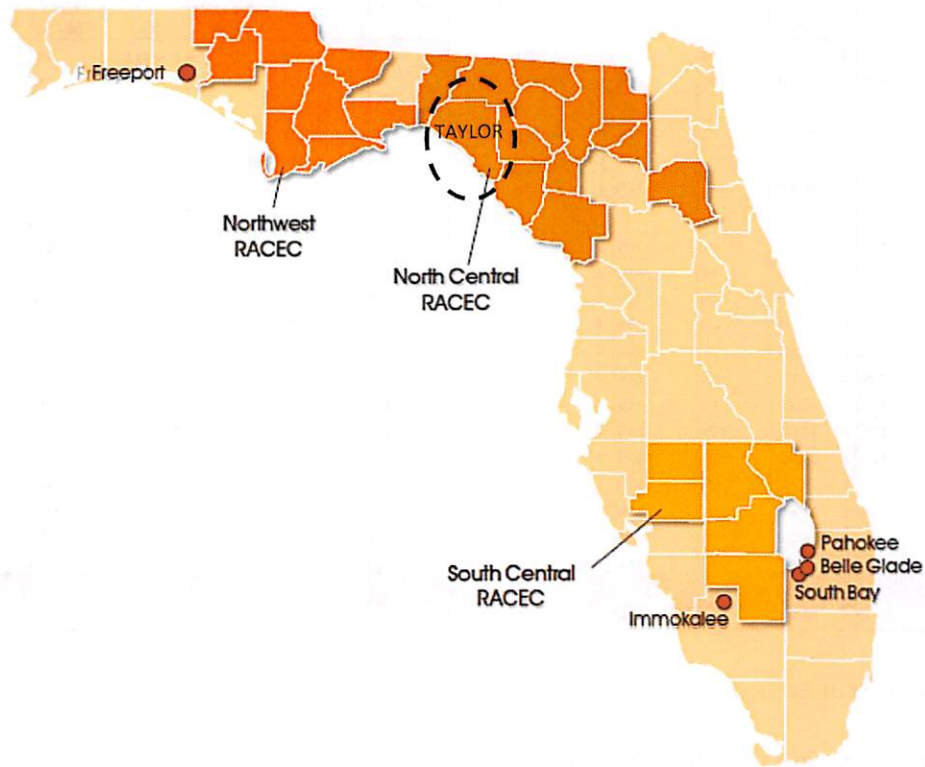 Freeport
TAYLOR
Northwest
RACEC
North Central
RACEC
South Central
RACEC
Pahokee
Belle Glade
South Bay
Immokalee